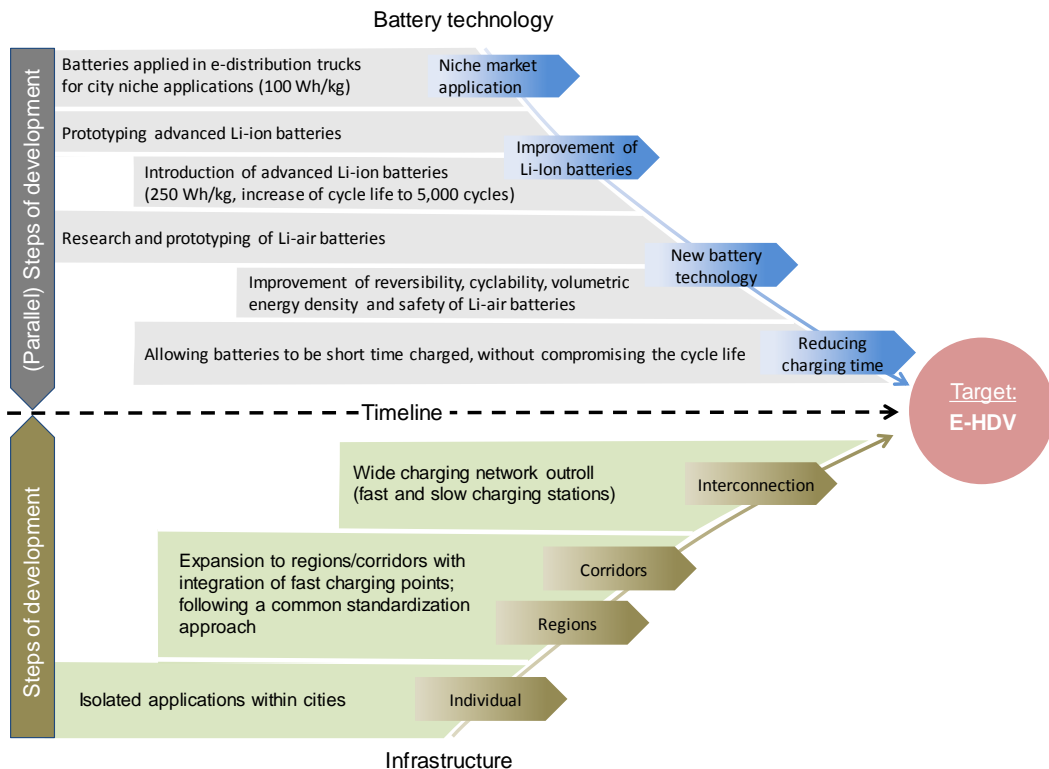 Battery technology
(Parallel) Steps of development
Batteries applied in e-distribution trucks
for city niche applications (100 Wh/kg)
Niche market
application
Prototyping advanced Li-ion batteries
Improvement of
Li-Ion batteries
Introduction of advanced Li-ion batteries
(250 Wh/kg, increase of cycle life to 5,000 cycles)
Research and prototyping of Li-air batteries
New battery
technology
Improvement of reversibility, cyclability, volumetric
energy density and safety of Li-air batteries
Allowing batteries to be short time charged, without compromising the cycle life
Reducing
charging time
Target:
E-HDV
Timeline
Steps of development
Wide charging network outroll
(fast and slow charging stations)
Interconnection
Expansion to regions/corridors with
integration of fast charging points;
following a common standardization
approach
Corridors
Regions
Isolated applications within cities
Individual
Infrastructure